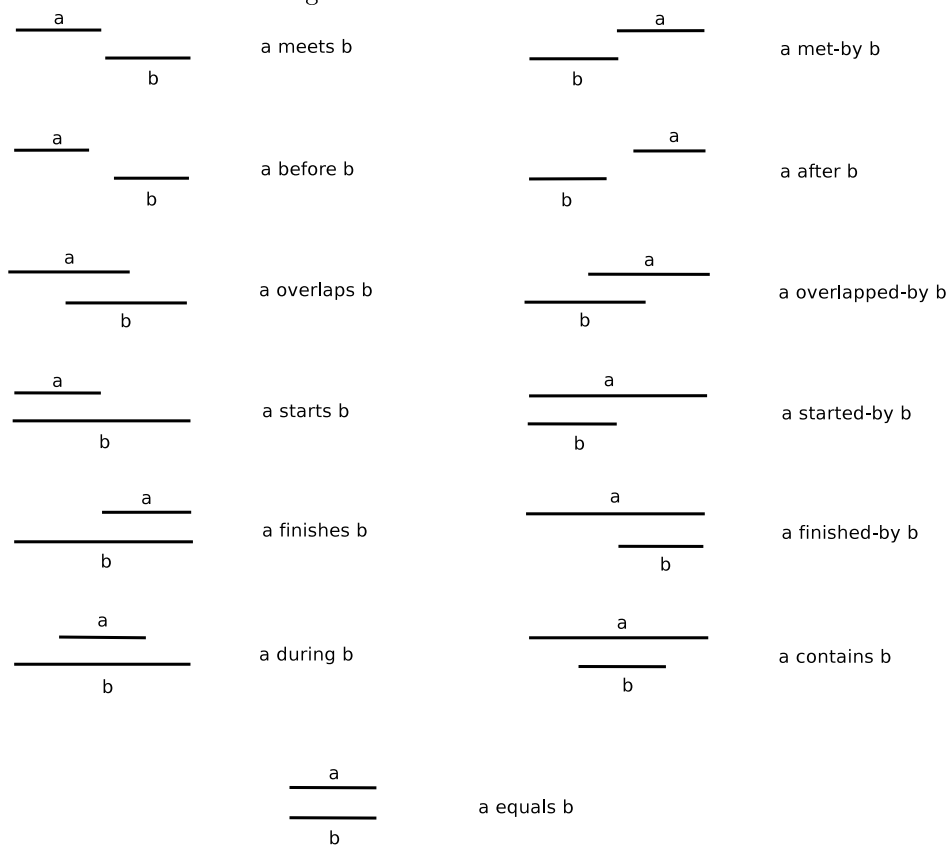 g
a
b
a meets b
a
b
a met-by b
a
b
a before b
a
b
a after b
a
b
a overlaps b
a
b
a overlapped-by b
a
b
a starts b
a
b
a started-by b
a
b
a finishes b
a
b
a finished-by b
a
b
a during b
a
b
a contains b
a
b
a equals b